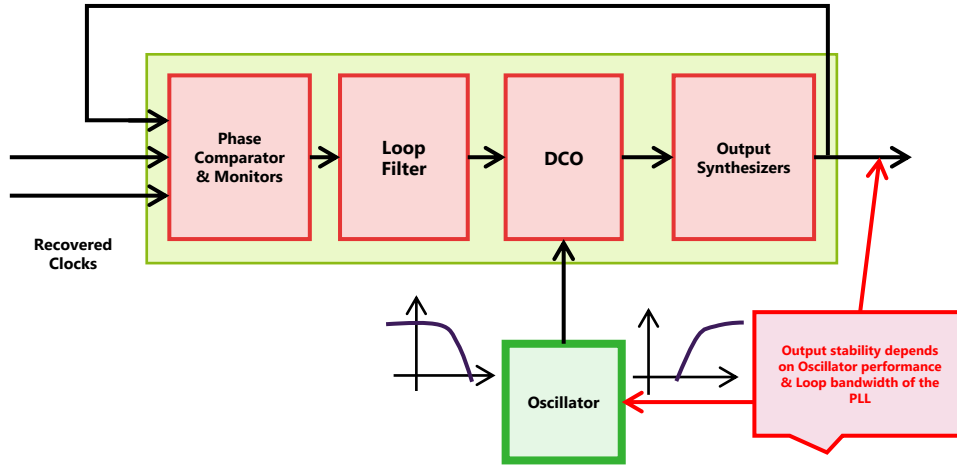 Phase
Comparator
& Monitors
Loop
Filter
DCO
Output
Synthesizers
Recovered
Clocks
Oscillator
Output stability depends
on Oscillator performance
& Loop bandwidth of the
PLL